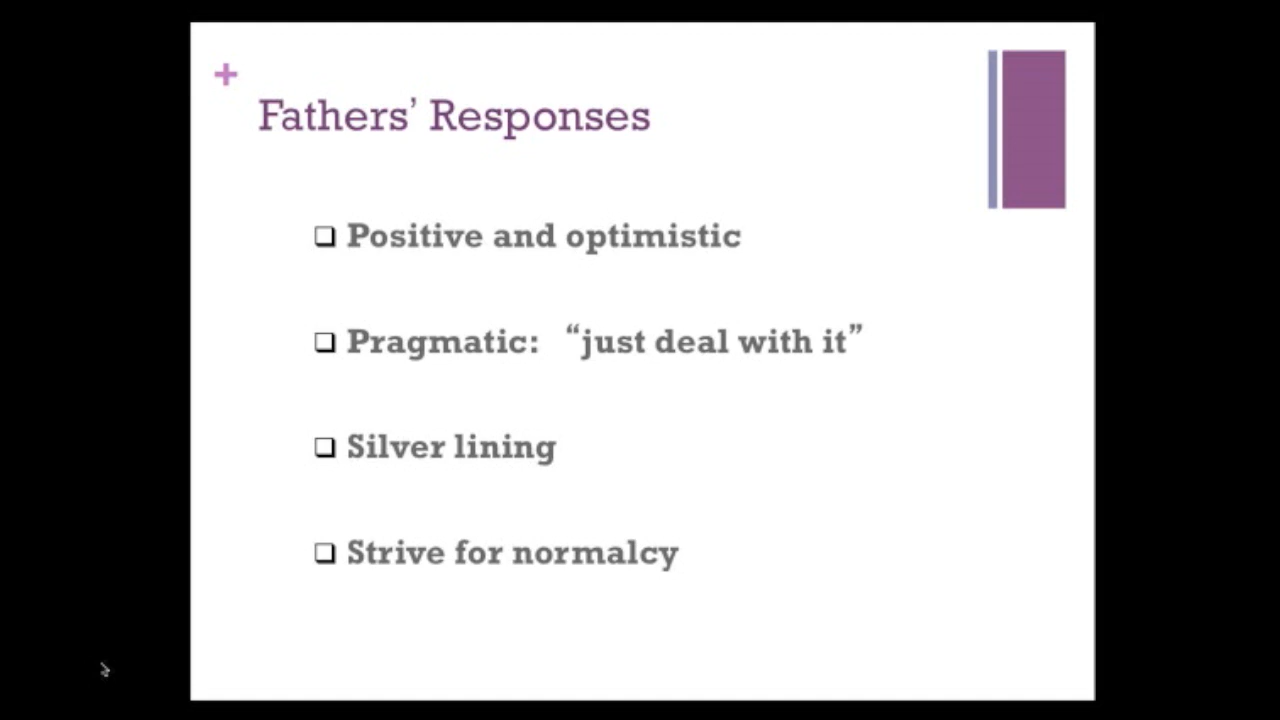 Fathers’ Responses
Positive and optimistic
Pragmatic: “just deal with it”
Silver lining
Strive for normalcy